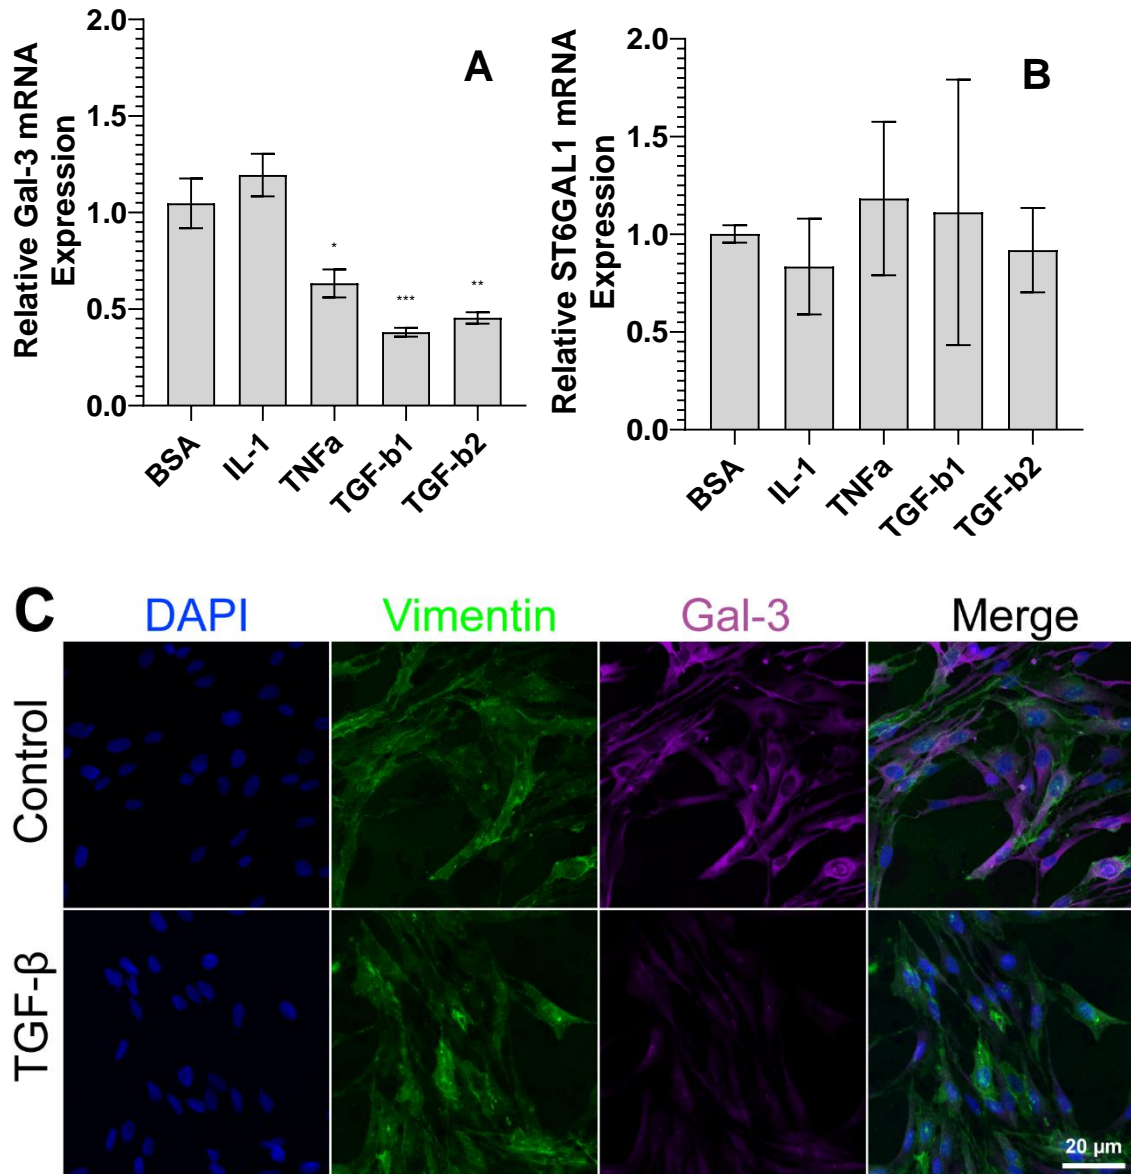 A
Relative Gal-3 mRNA
Expression
2.0
1.5
1.0
0.5
0.0
*
***
**
BSA
IL-1
TNFa
TGF-b1
TGF-b2
B
Relative ST6GAL1 mRNA
Expression
2.0
1.5
1.0
0.5
0.0
BSA
IL-1
TNFa
TGF-b1
TGF-b2
C
DAPI
Vimentin
Gal-3
Merge
Control
TGF-β
20 µm